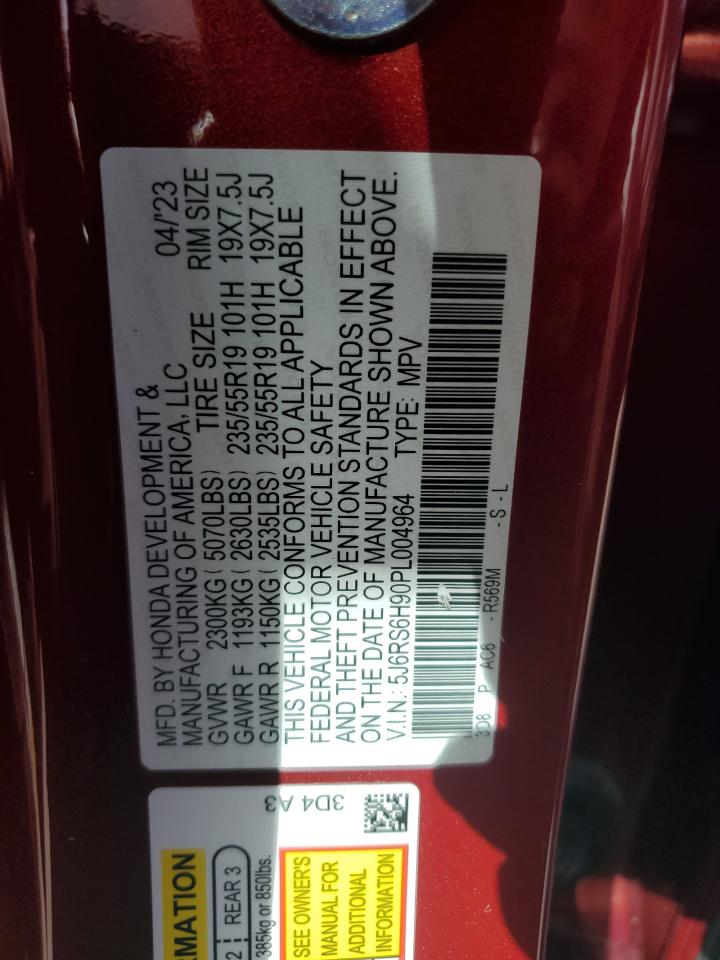 MFD. BY HONDA DEVELOPMENT &
MANUFACTURING OF AMERICA, LLC 04/'23
GVWR 2300KG ( 5070LBS) TIRE SIZE RIM SIZE
GAWR F 1193KG ( 2630LBS) 235/55R19 101H 19X7.5J
GAWR R 1150KG ( 2535LBS) 235/55R19 101H 19X7.5J
THIS VEHICLE CONFORMS TO ALL APPLICABLE
FEDERAL MOTOR VEHICLE SAFETY
AND THEFT PREVENTION STANDARDS IN EFFECT
ON THE DATE OF MANUFACTURE SHOWN ABOVE.
V.I.N.: 5J6RS6H90PL004964 TYPE: MPV
3D8 P AC6 -R569M -S-L
3D4 A3
RMATION
2 REAR 3
385kg or 850lbs.
SEE OWNER'S
MANUAL FOR
ADDITIONAL
INFORMATION